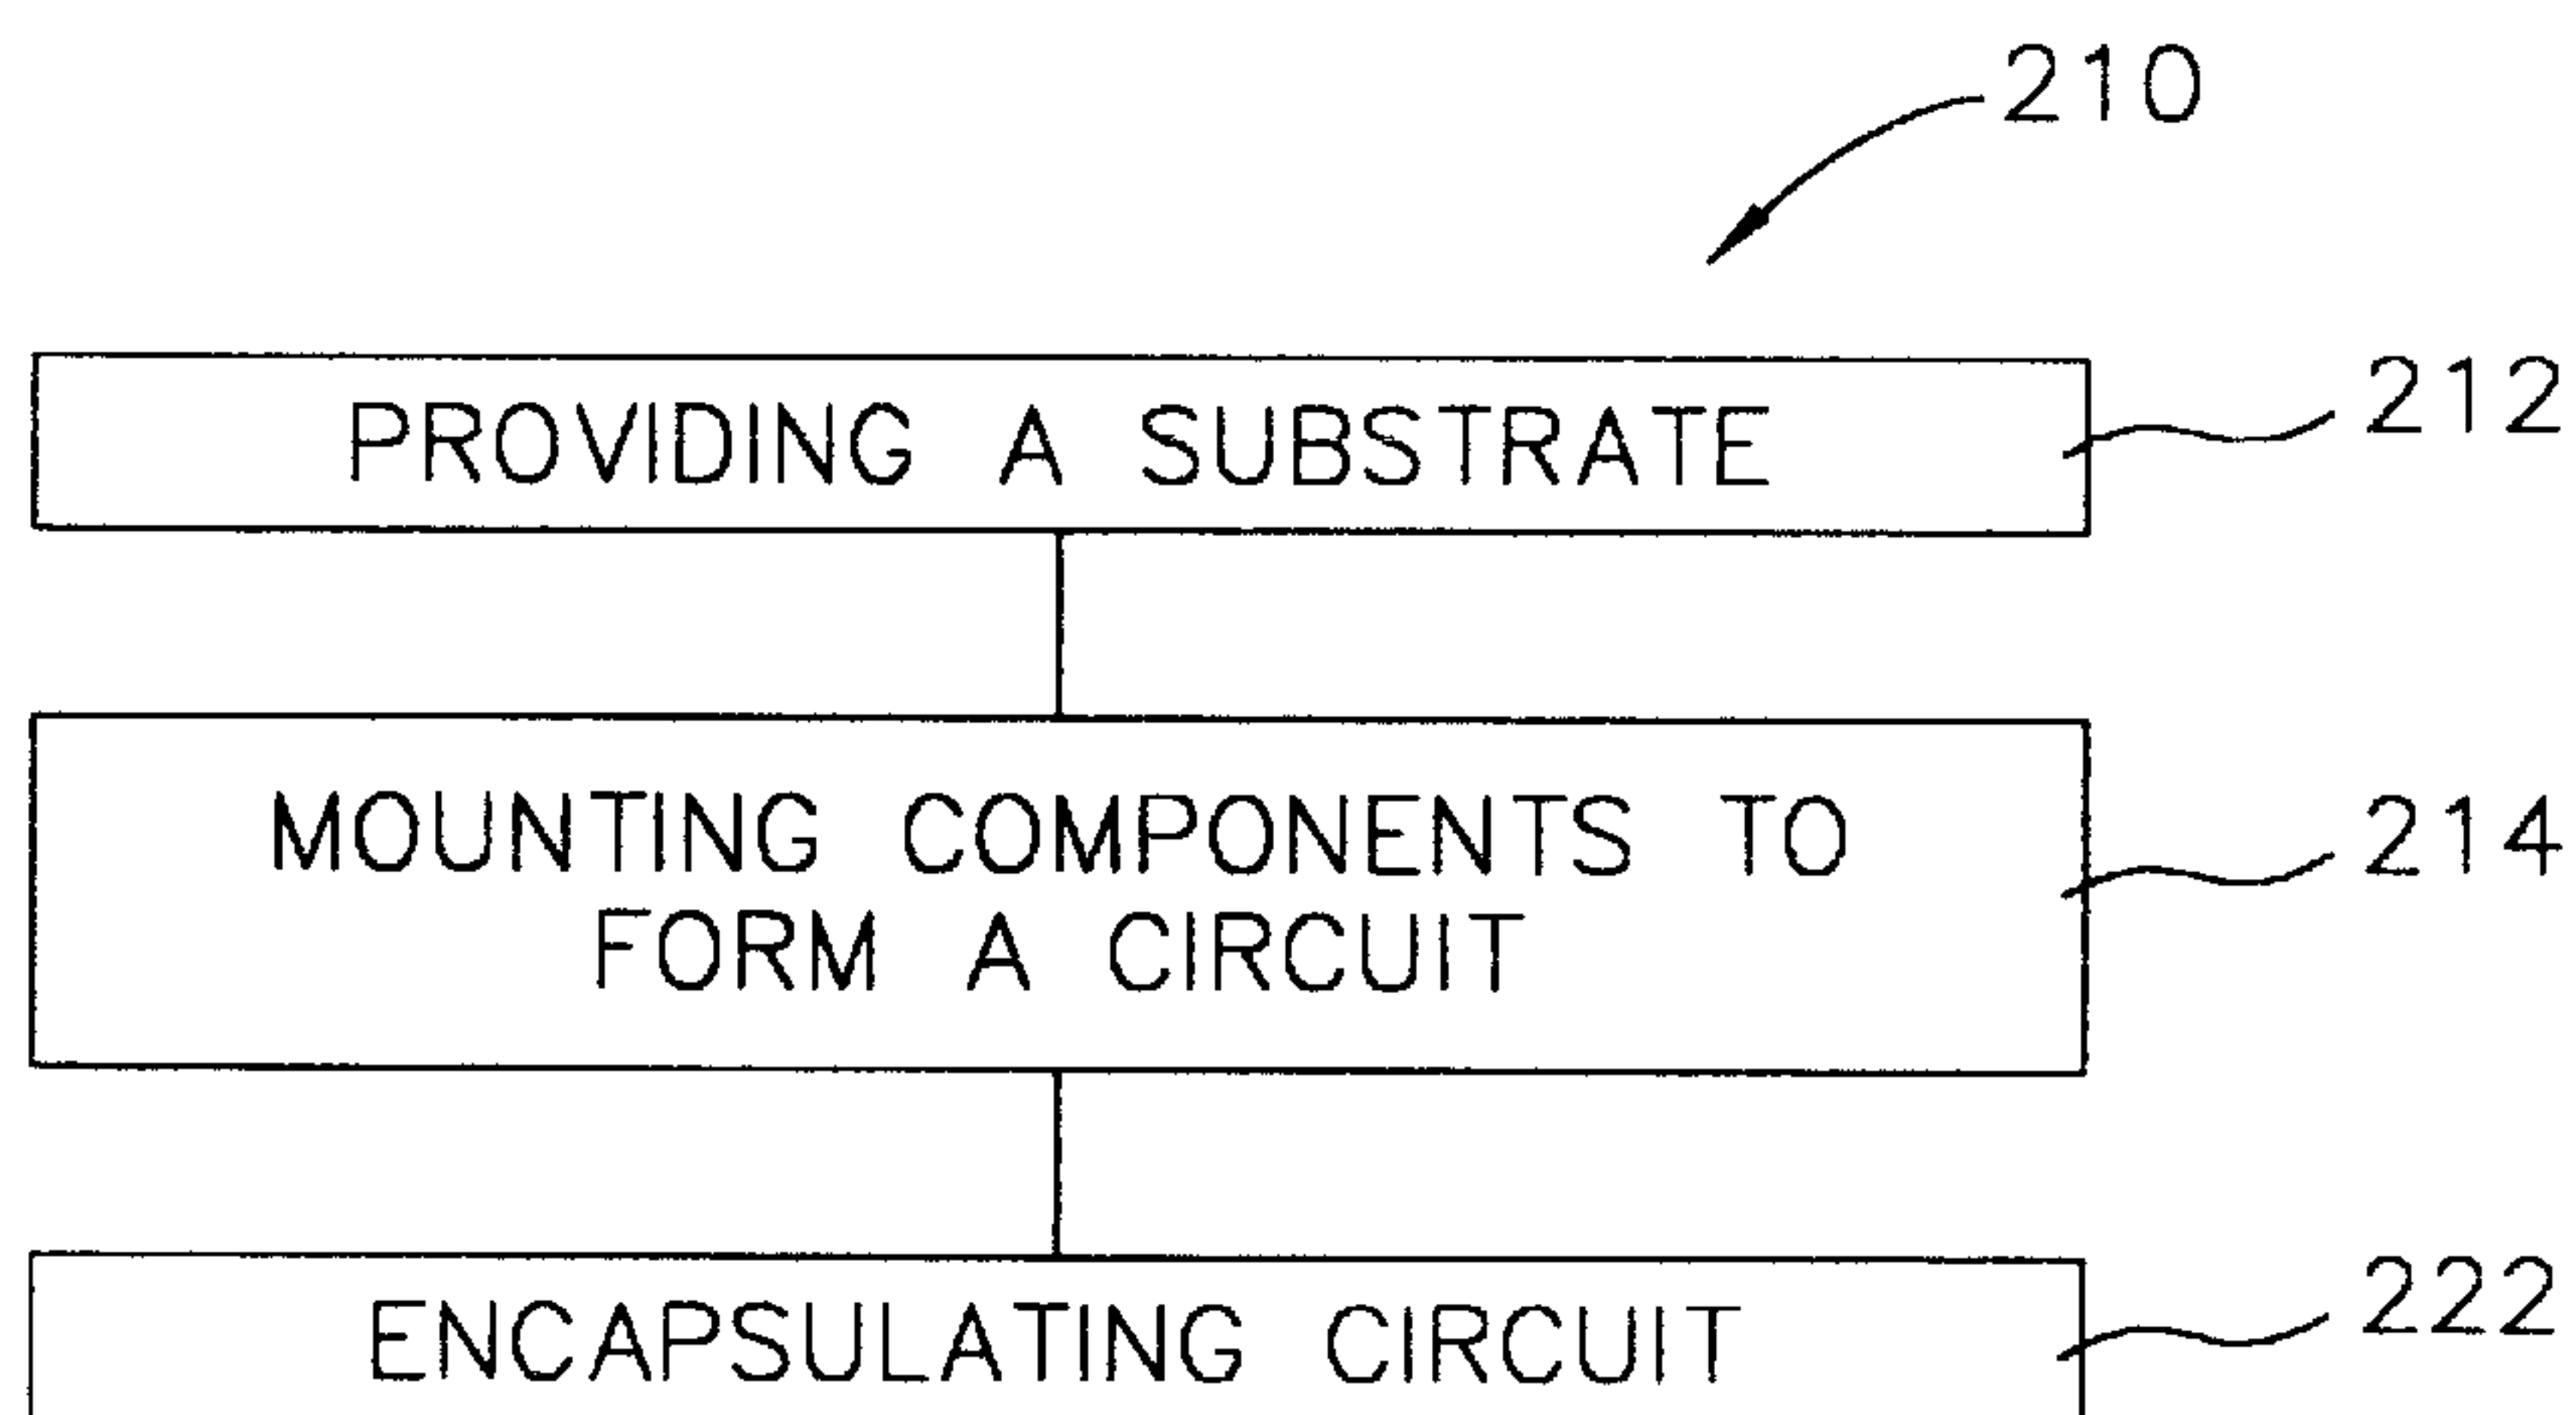 210
PROVIDING A SUBSTRATE
212
MOUNTING COMPONENTS TO
FORM A CIRCUIT
214
ENCAPSULATING CIRCUIT
222